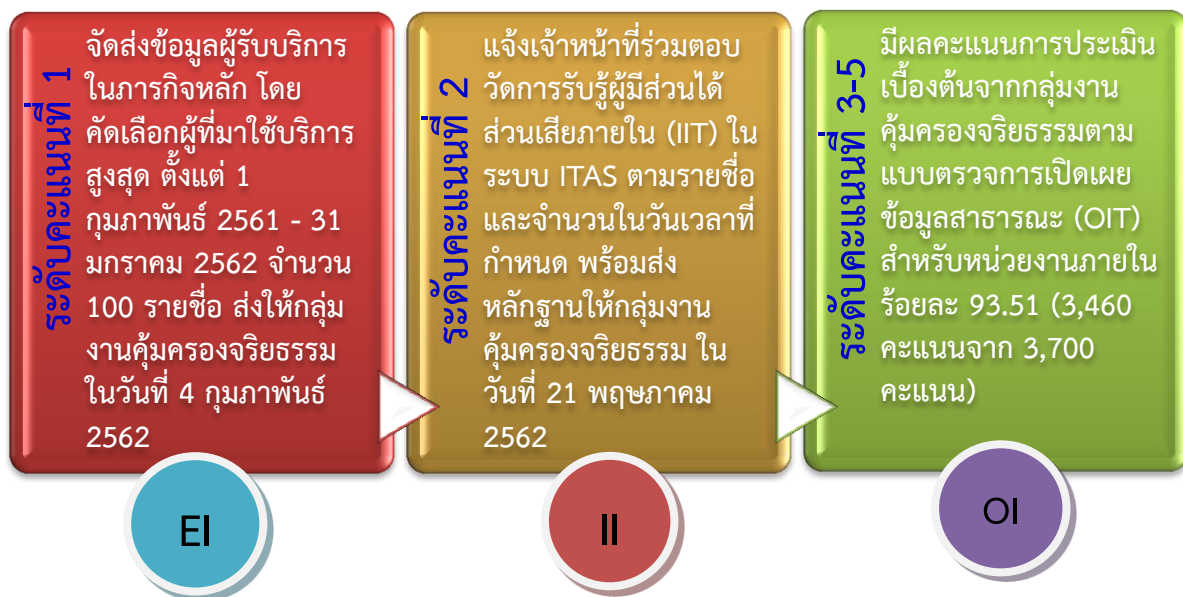 ระดับคะแนนที่ 1
จัดส่งข้อมูลผู้รับบริการ
ในภารกิจหลัก โดย
คัดเลือกผู้ที่มาใช้บริการ
สูงสุด ตั้งแต่ 1
กุมภาพันธ์ 2561 - 31
มกราคม 2562 จำนวน
100 รายชื่อ ส่งให้กลุ่ม
งานคุ้มครองจริยธรรม
ในวันที่ 4 กุมภาพันธ์
2562
EI
ระดับคะแนนที่ 2
แจ้งเจ้าหน้าที่ร่วมตอบ
วัดการรับรู้ผู้มีส่วนได้
ส่วนเสียภายใน (IIT) ใน
ระบบ ITAS ตามรายชื่อ
และจำนวนในวันเวลาที่
กำหนด พร้อมส่ง
หลักฐานให้กลุ่มงาน
คุ้มครองจริยธรรม ใน
วันที่ 21 พฤษภาคม
2562
II
ระดับคะแนนที่ 3-5
มีผลคะแนนการประเมิน
เบื้องต้นจากกลุ่มงาน
คุ้มครองจริยธรรมตาม
แบบตรวจการเปิดเผย
ข้อมูลสาธารณะ (OIT)
สำหรับหน่วยงานภายใน
ร้อยละ 93.51 (3,460
คะแนนจาก 3,700
คะแนน)
OI